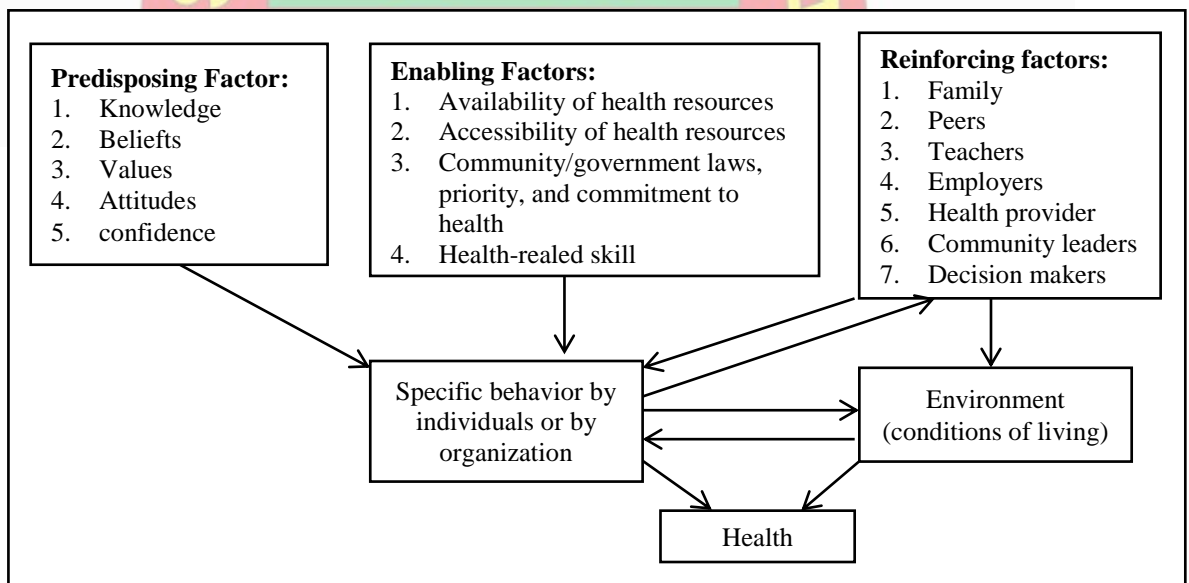 Predisposing Factor:
1. Knowledge
2. Beliefts
3. Values
4. Attitudes
5. confidence
Enabling Factors:
1. Availability of health resources
2. Accessibility of health resources
3. Community/government laws,
priority, and commitment to
health
4. Health-realed skill
Reinforcing factors:
1. Family
2. Peers
3. Teachers
4. Employers
5. Health provider
6. Community leaders
7. Decision makers
Specific behavior by
individuals or by
organization
Environment
(conditions of living)
Health